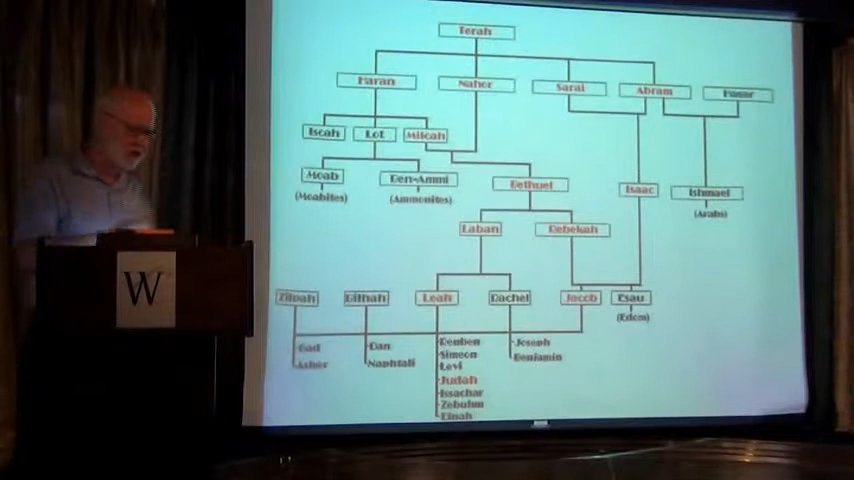 Terah
Haran
Nahor
Sarai
Abram
Hagar
Iscah
Lot
Milcah
Moab
Ben-Ammi
Bethuel
Isaac
Ishmael
(Moabites)
(Ammonites)
(Arabs)
Laban
Rebekah
Zilpah
Bilhah
Leah
Rachel
Jacob
Esau
(Edom)
Gad
Asher
Dan
Naphtali
Reuben
Simeon
Levi
Judah
Issachar
Zebulun
Dinah
Joseph
Benjamin
W